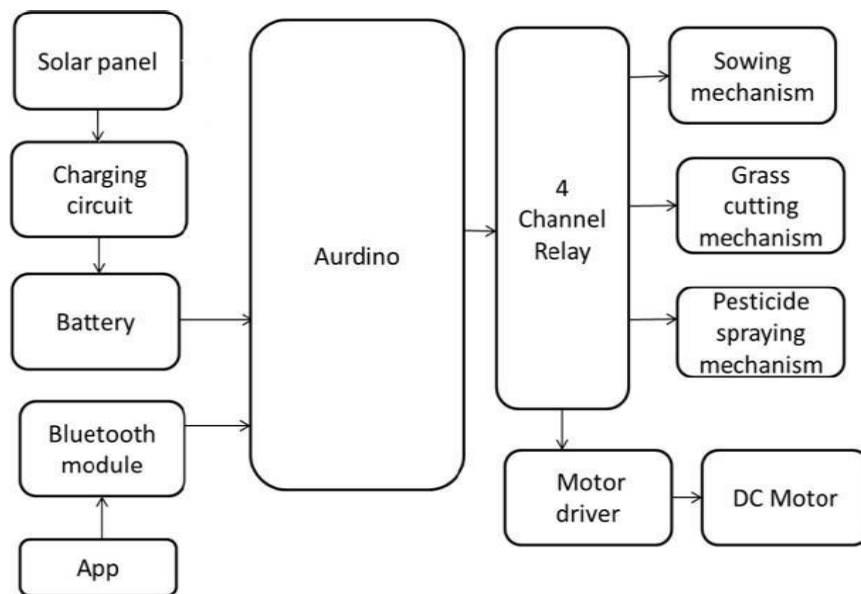 Solar panel
Charging
circuit
Battery
Bluetooth
module
App
Aurdino
4
Channel
Relay
Sowing
mechanism
Grass
cutting
mechanism
Pesticide
spraying
mechanism
Motor
driver
DC Motor